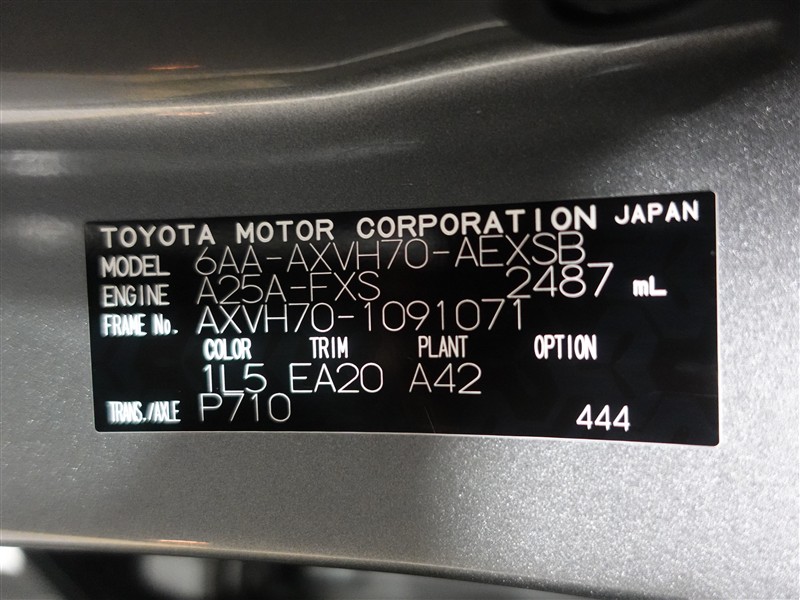 TOYOTA MOTOR CORPORATION JAPAN
MODEL 6AA-AXVH70-AEXSB
ENGINE A25A-FXS 2487 mL
FRAME No. AXVH70-1091071
COLOR TRIM PLANT OPTION
1L5 EA20 A42
TRANS./AXLE P710 444